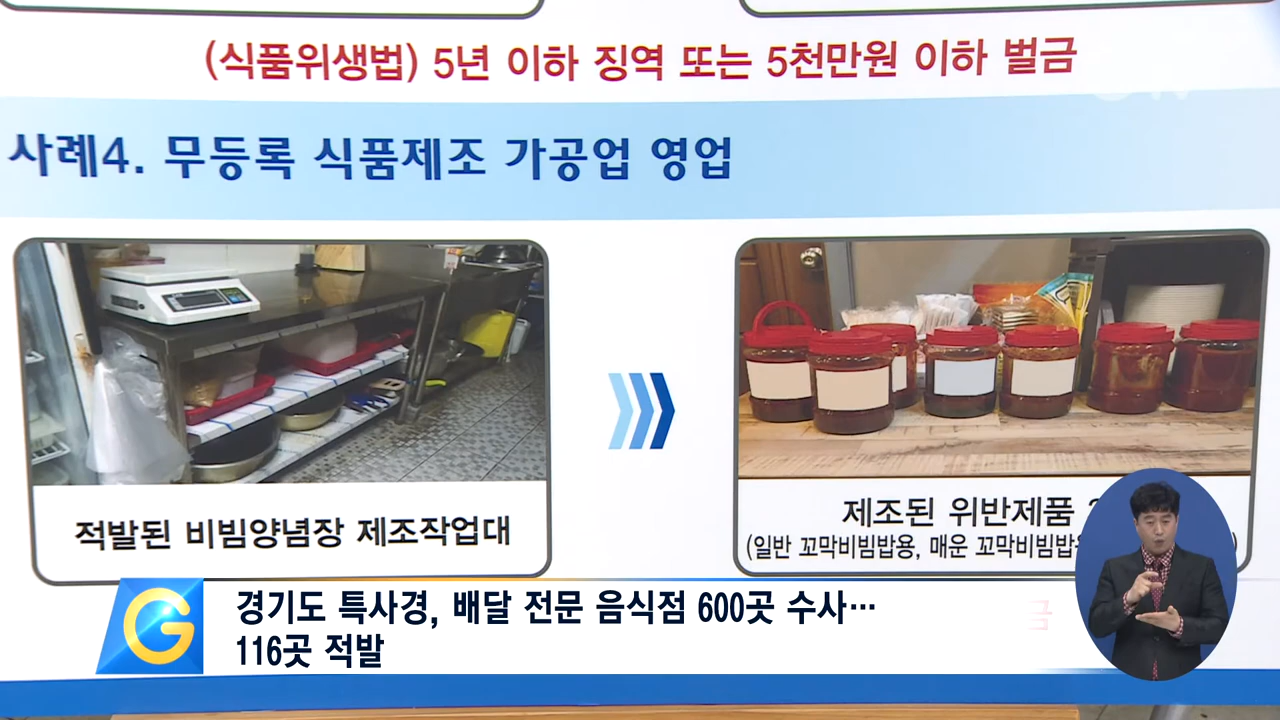 (식품위생법) 5년 이하 징역 또는 5천만원 이하 벌금
사례4. 무등록 식품제조 가공업 영업
적발된 비빔양념장 제조작업대
제조된 위반제품
(일반 꼬막비빔밥용, 매운 꼬막비빔밥용
G
경기도 특사경, 배달 전문 음식점 600곳 수사…
116곳 적발
금